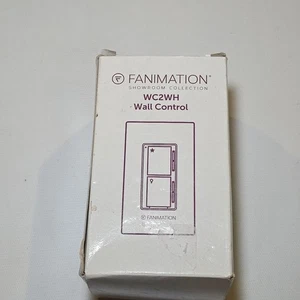 FANIMATION®
SHOWROOM COLLECTION
WC2WH
Wall Control
FANIMATION